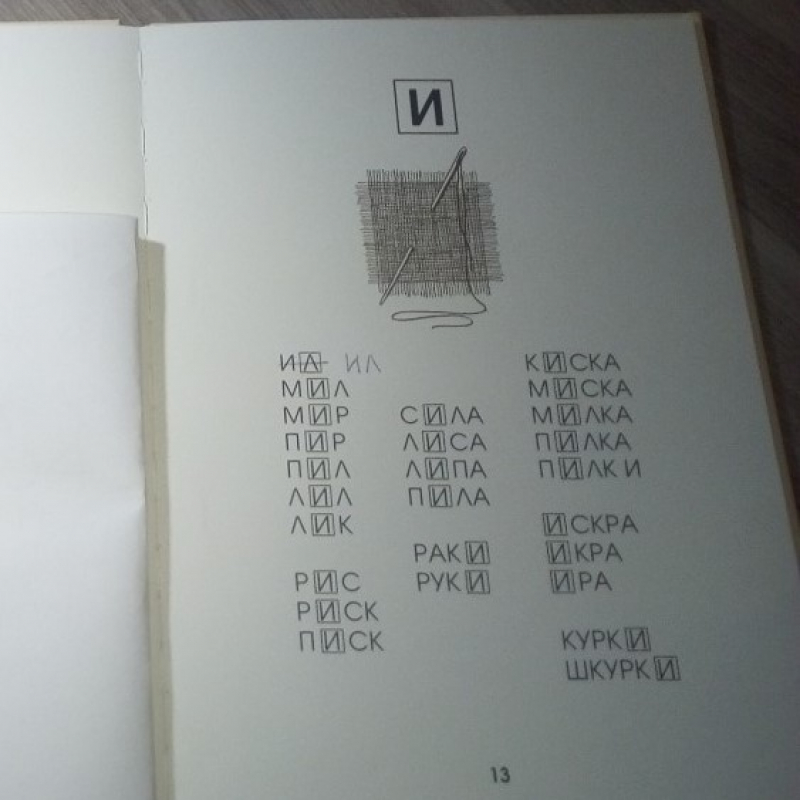 И
ИА ИЛ
МИЛ
МИР
ПИР
ПИЛ
ЛИЛ
ЛИК
РИС
РИСК
ПИСК
СИЛА
ЛИСА
ЛИПА
ПИЛА
РАКИ
РУКИ
КИСКА
МИСКА
МИЛКА
ПИЛКА
ПИЛКИ
ИСКРА
ИКРА
ИРА
КУРКИ
ШКУРКИ
13